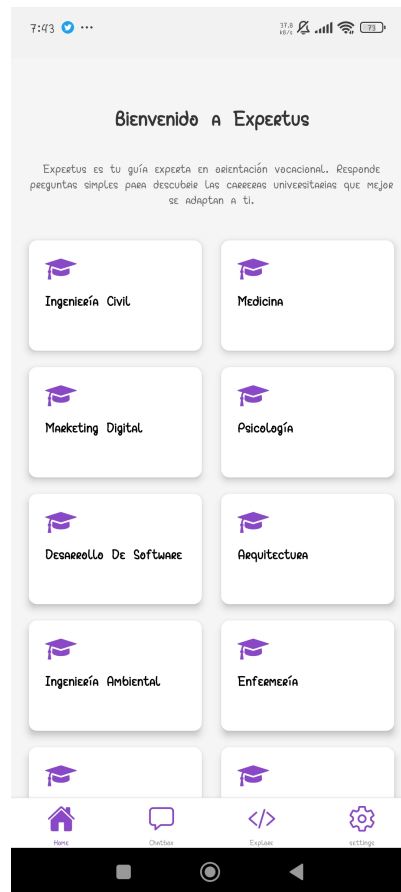 7:43 ...
37,8
kB/s
73
Bienvenido a Expertus
Expertus es tu guía experta en orientación vocacional. Responde
preguntas simples para descubrir las carreras universitarias que mejor
se adaptan a ti.
Ingeniería Civil
Medicina
Marketing Digital
Psicología
Desarrollo De Software
Arquitectura
Ingeniería Ambiental
Enfermería
Home
Chatbox
Explore
settings